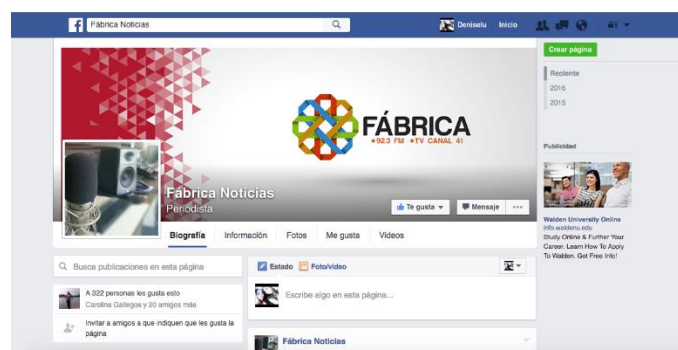 Fábrica Noticias
Deniselu Inicio
Crear página
Reciente
2016
2015
FÁBRICA
•92.3 FM •TV CANAL 41
Publicidad
Fábrica Noticias
Periodista
Te gusta
Mensaje
Biografía Información Fotos Me gusta Videos
Walden University Online
info.waldenu.edu
Study Online & Further Your
Career. Learn How To Apply
To Walden. Get Free Info!
Busca publicaciones en esta página
Estado Foto/video
A 322 personas les gusta esto
Carolina Gallegos y 20 amigos más
Escribe algo en esta página...
Invitar a amigos a que indiquen que les gusta la
página
Fábrica Noticias